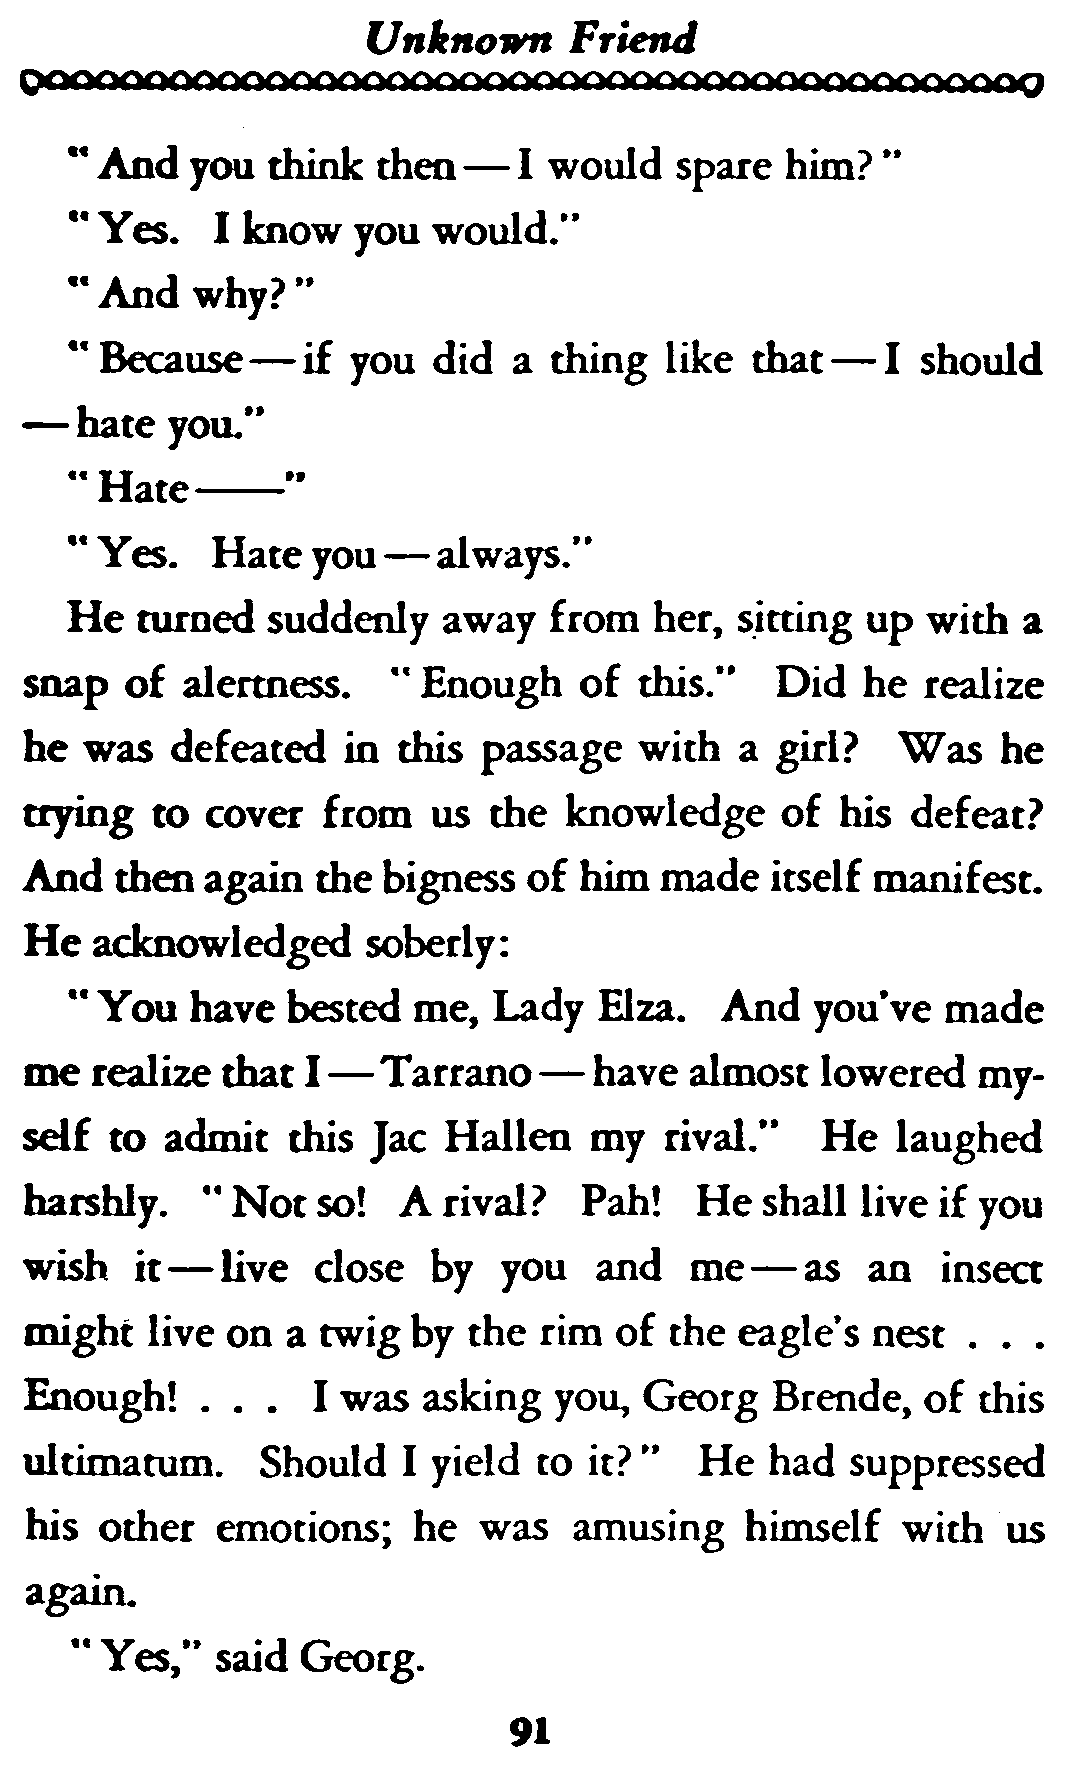 Unknown Friend
“And you think then—I would spare him?”
“Yes. I know you would.”
“And why?”
“Because—if you did a thing like that—I should
—hate you.”
“Hate——”
“Yes. Hate you—always.”
He turned suddenly away from her, sitting up with a
snap of alertness. “Enough of this.” Did he realize
he was defeated in this passage with a girl? Was he
trying to cover from us the knowledge of his defeat?
And then again the bigness of him made itself manifest.
He acknowledged soberly:
“You have bested me, Lady Elza. And you've made
me realize that I—Tarrano—have almost lowered my-
self to admit this Jac Hallen my rival.” He laughed
harshly. “Not so! A rival? Pah! He shall live if you
wish it—live close by you and me—as an insect
might live on a twig by the rim of the eagle's nest . . .
Enough! . . . I was asking you, Georg Brende, of this
ultimatum. Should I yield to it?” He had suppressed
his other emotions; he was amusing himself with us
again.
“Yes,” said Georg.
91